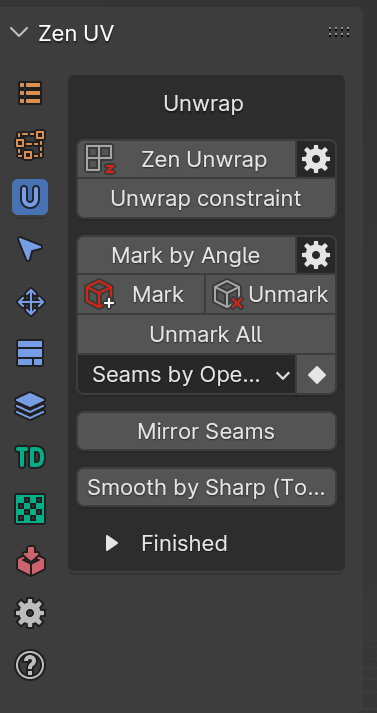 Zen UV
Unwrap
Zen Unwrap
Unwrap constraint
Mark by Angle
Mark
Unmark
Unmark All
Seams by Ope...
Mirror Seams
Smooth by Sharp (To...
TD
Finished